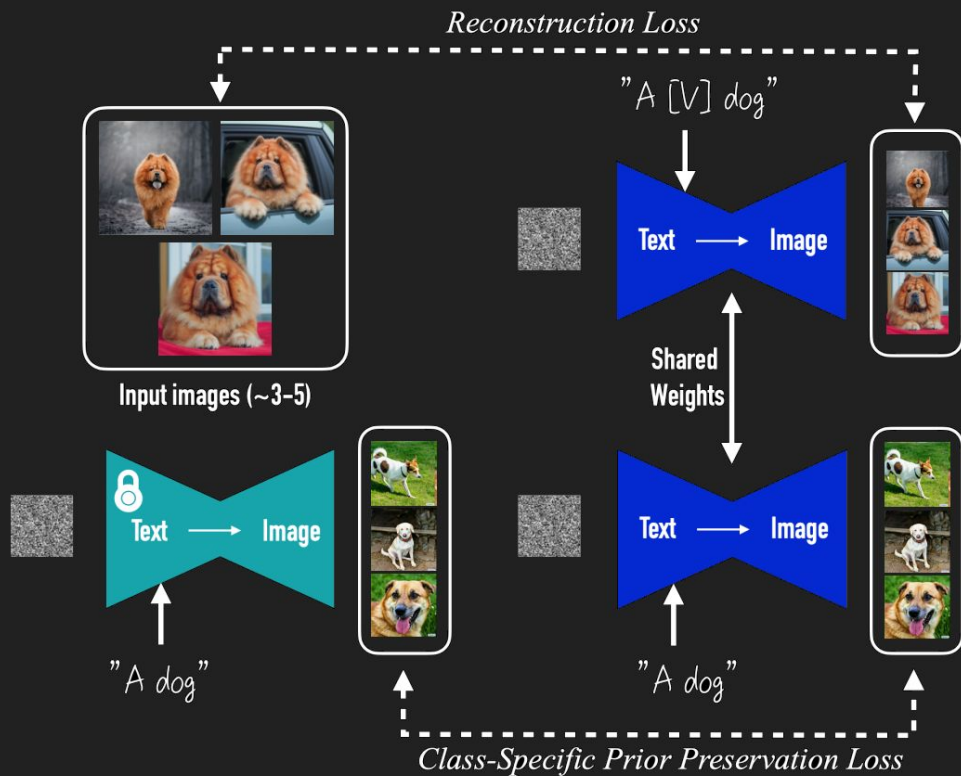 Reconstruction Loss
"A [V] dog"
Text → Image
Shared
Weights
Input images (~3-5)
Text → Image
"A dog"
Text → Image
"A dog"
Class-Specific Prior Preservation Loss